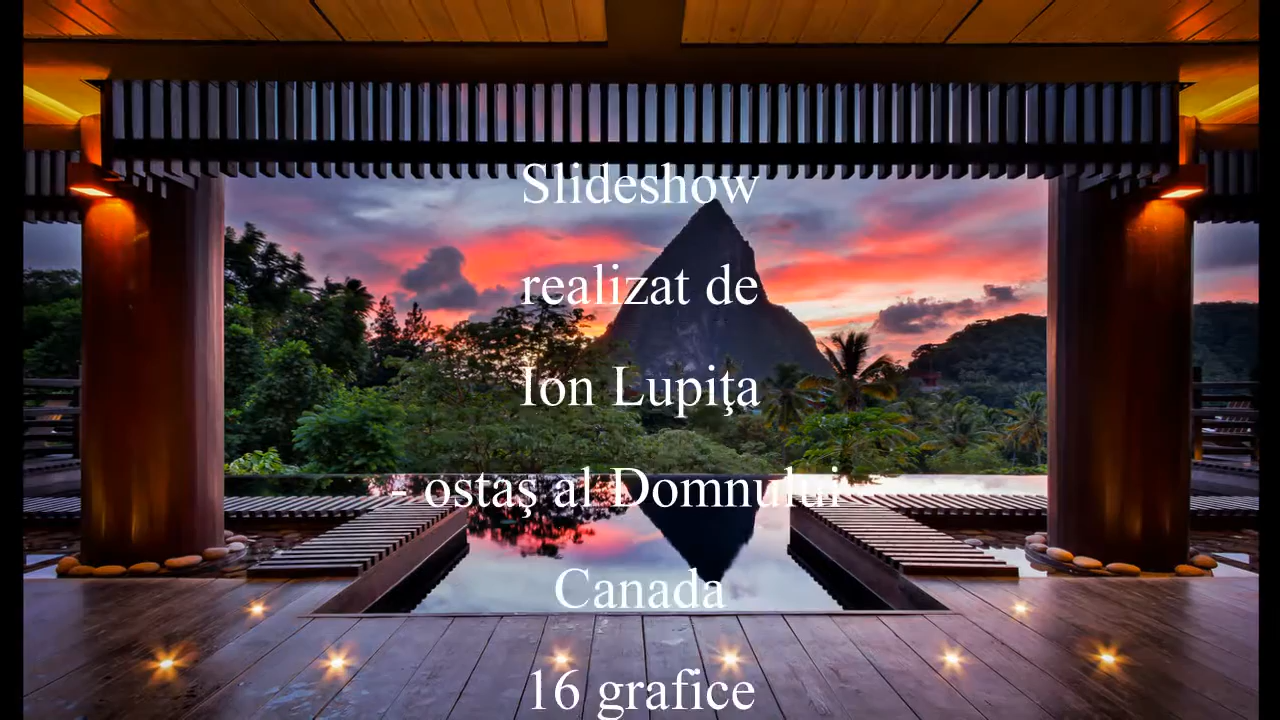 Slideshow
realizat de
Ion Lupiţa
- ostaş al Domnului -
Canada
16 grafice